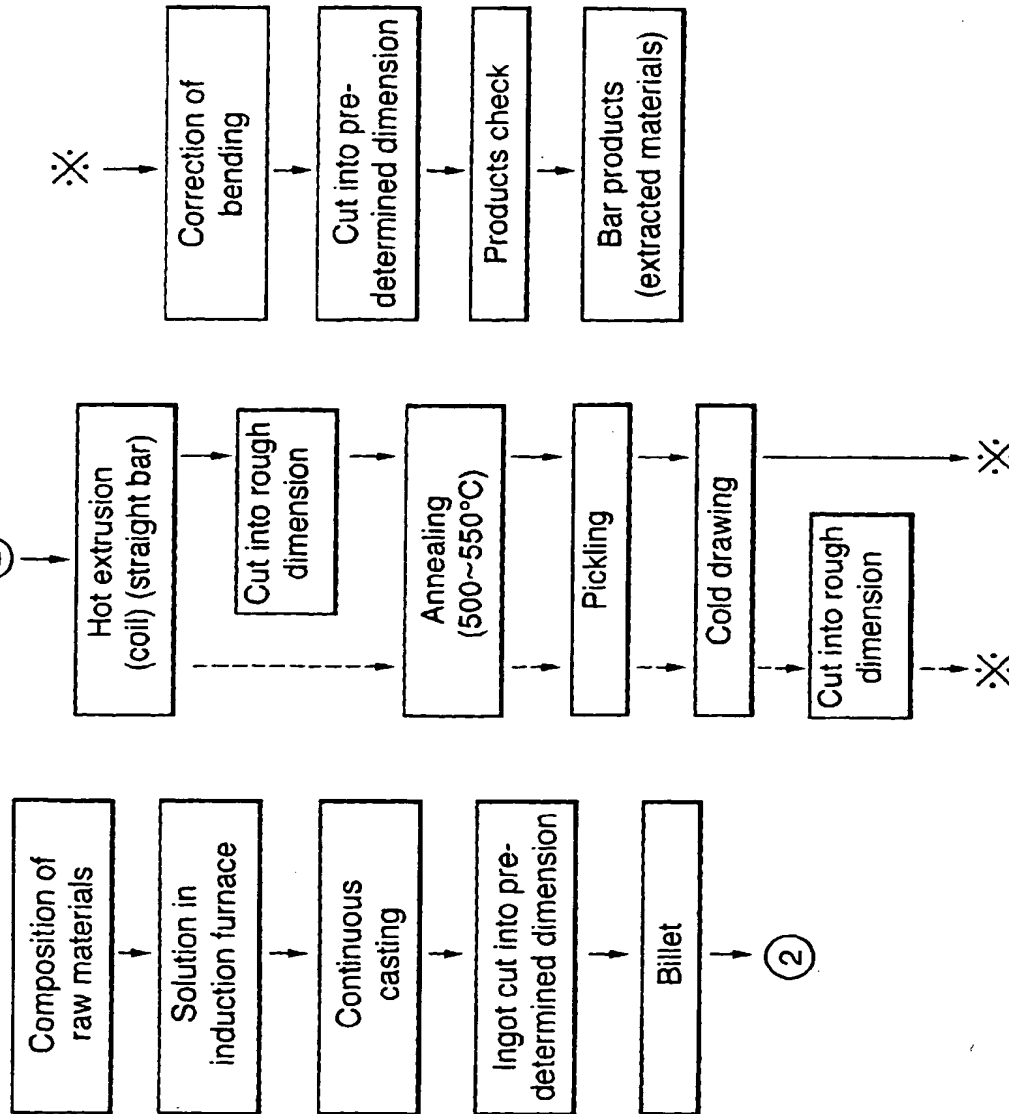 Composition of
raw materials
Solution in
induction furnace
Continuous
casting
Ingot cut into pre-
determined dimension
Billet
②
Hot extrusion
(coil) (straight bar)
Cut into rough
dimension
Annealing
(500~550°C)
Pickling
Cold drawing
Cut into rough
dimension
※ ※
※
Correction of
bending
Cut into pre-
determined dimension
Products check
Bar products
(extracted materials)